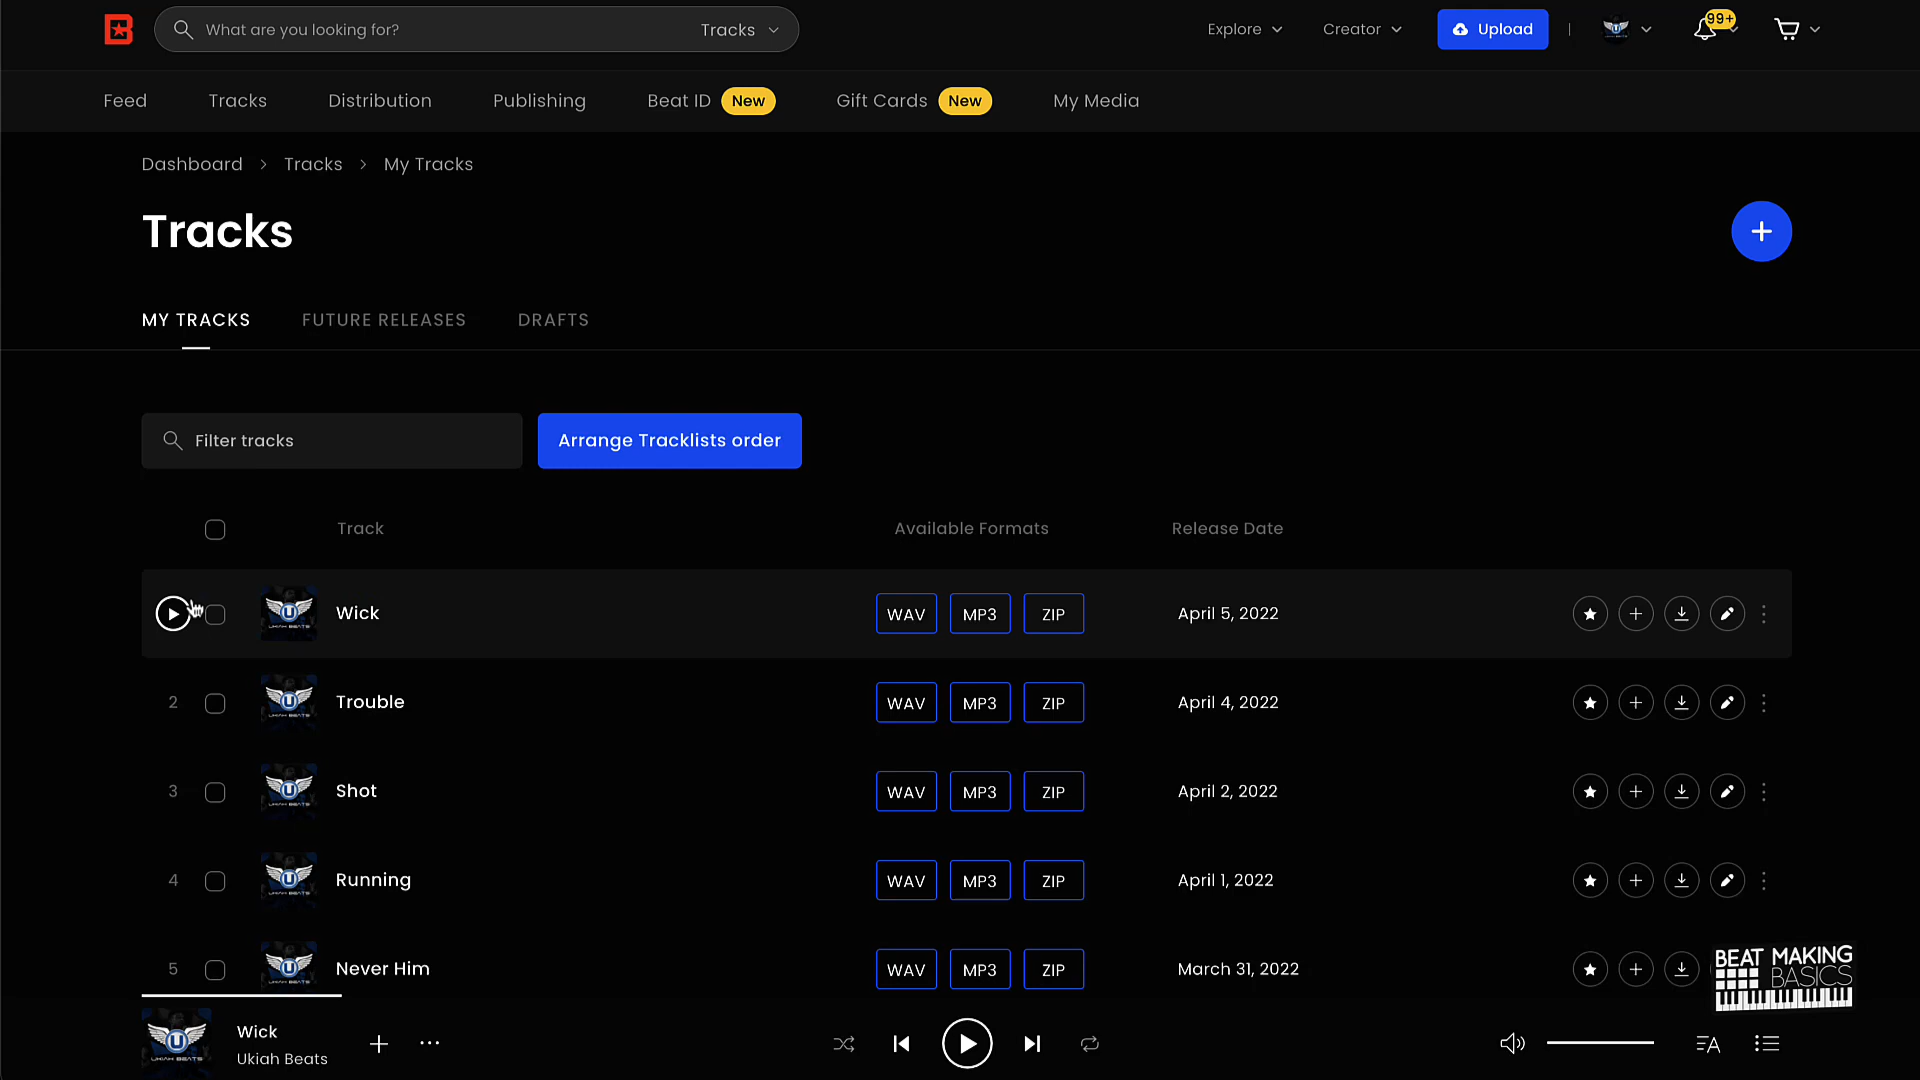 What are you looking for? Tracks Explore Creator Upload 99+
Feed Tracks Distribution Publishing Beat ID New Gift Cards New My Media
Dashboard > Tracks > My Tracks
Tracks
MY TRACKS FUTURE RELEASES DRAFTS
Filter tracks Arrange Tracklists order
Track Available Formats Release Date
Wick WAV MP3 ZIP April 5, 2022
2 Trouble WAV MP3 ZIP April 4, 2022
3 Shot WAV MP3 ZIP April 2, 2022
4 Running WAV MP3 ZIP April 1, 2022
5 Never Him WAV MP3 ZIP March 31, 2022
BEAT MAKING
BASICS
Wick
Ukiah Beats
U
UKIAH BEATS